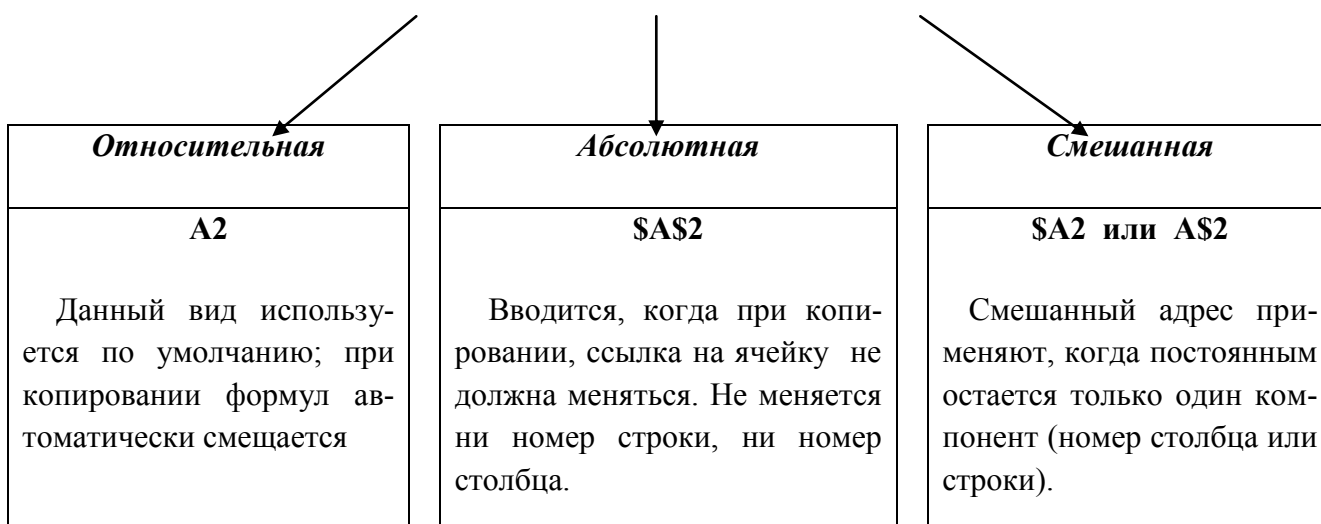 Относительная
А2
Данный вид использу-
ется по умолчанию; при
копировании формул ав-
томатически смещается
Абсолютная
$A$2
Вводится, когда при копи-
ровании, ссылка на ячейку не
должна меняться. Не меняется
ни номер строки, ни номер
столбца.
Смешанная
$A2 или A$2
Смешанный адрес при-
меняют, когда постоянным
остается только один ком-
понент (номер столбца или
строки).